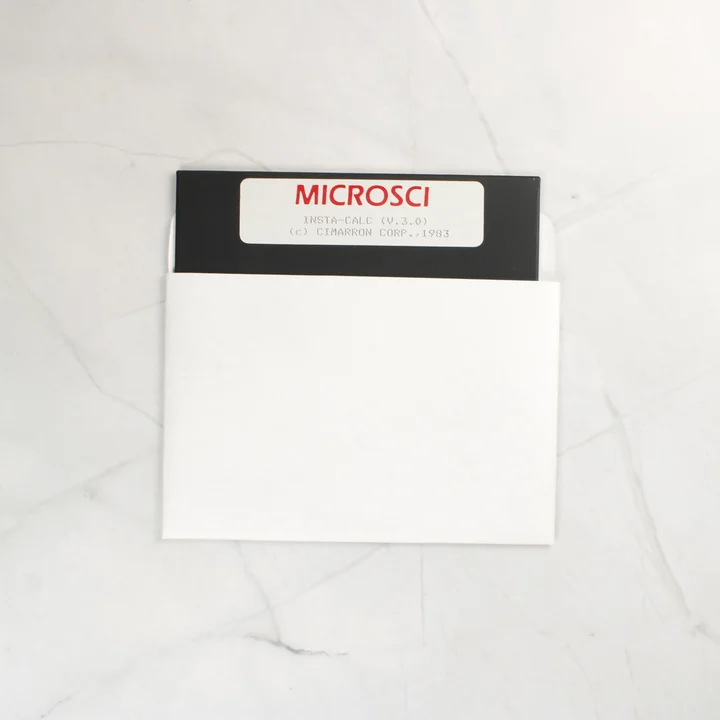 MICROSCI
INSTA-CALC (V.3.0)
(c) CIMARRON CORP., 1983